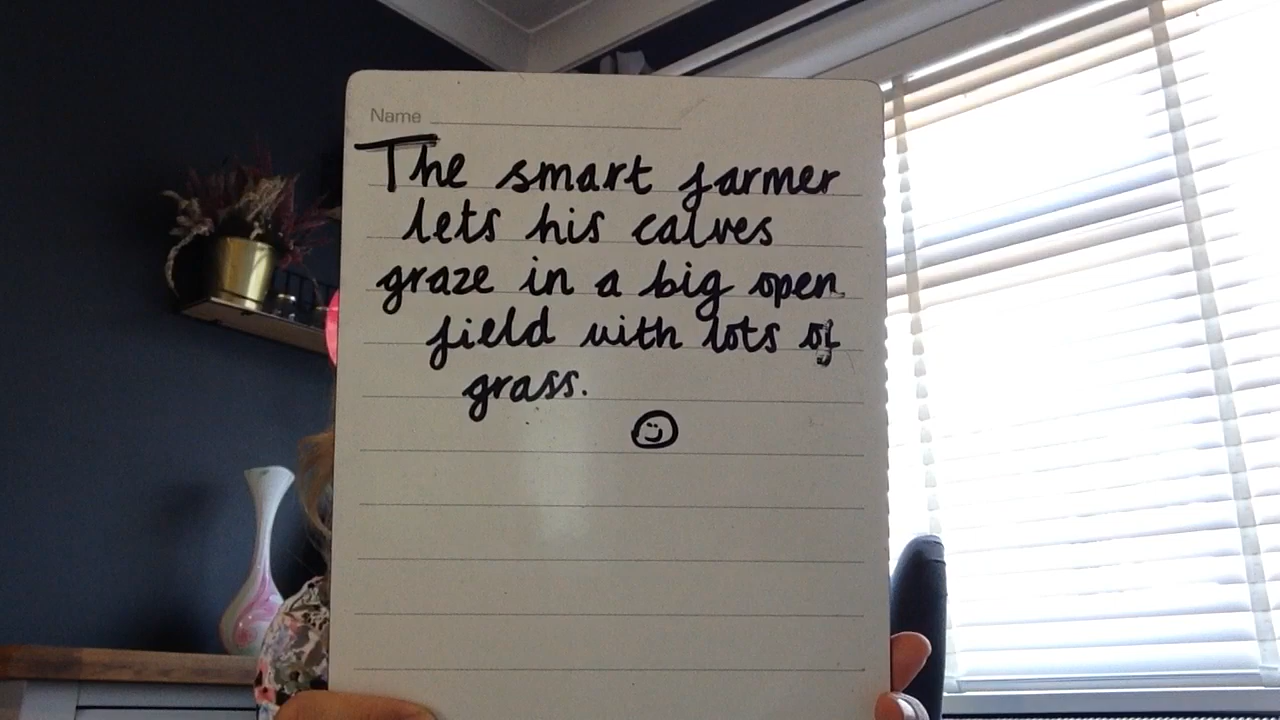 Name
The smart farmer
lets his calves
graze in a big open
field with lots of
grass.